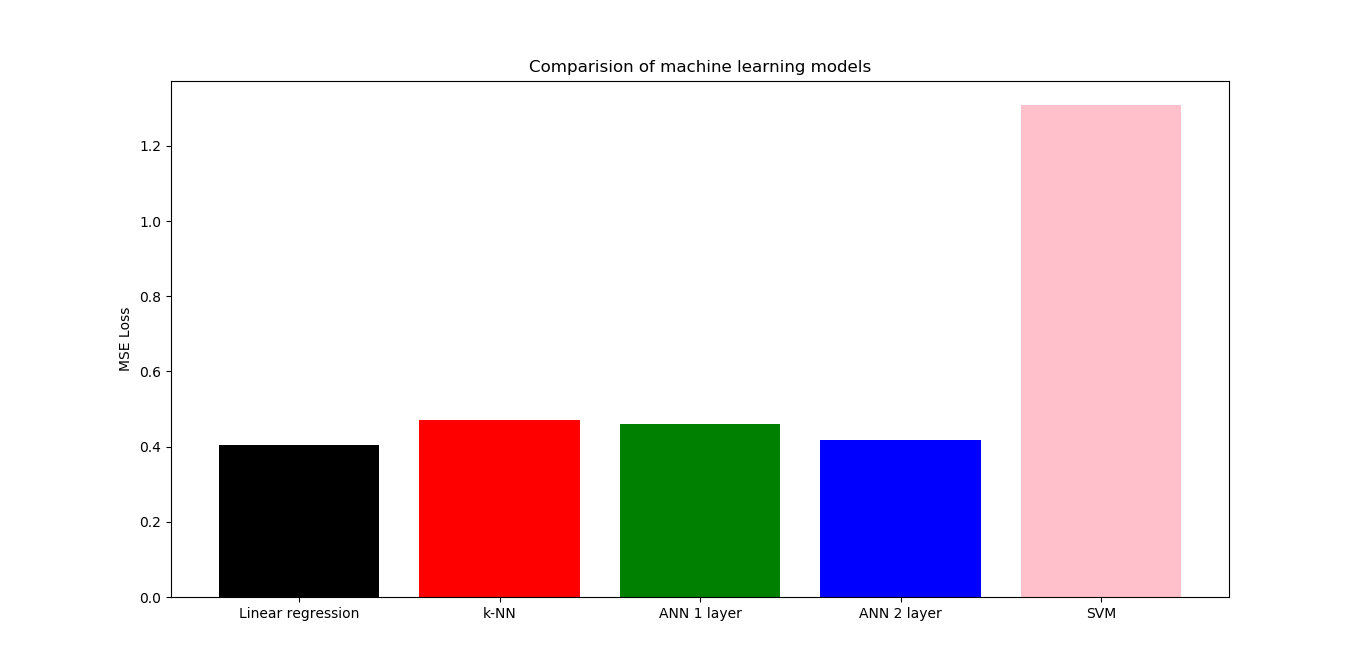 Comparision of machine learning models
MSE Loss
1.2
1.0
0.8
0.6
0.4
0.2
0.0
Linear regression
k-NN
ANN 1 layer
ANN 2 layer
SVM